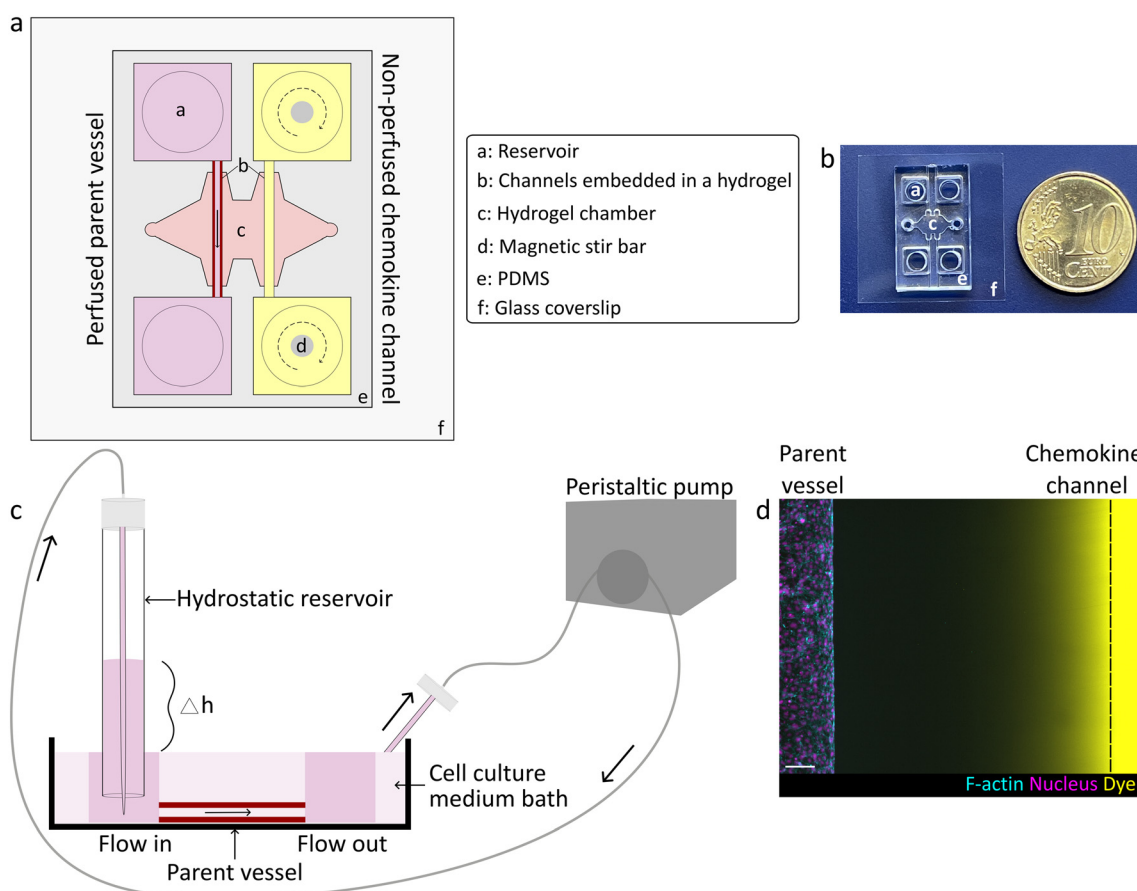 a
Perfused parent vessel
Non-perfused chemokine channel
a
b
c
d
e
f
a: Reservoir
b: Channels embedded in a hydrogel
c: Hydrogel chamber
d: Magnetic stir bar
e: PDMS
f: Glass coverslip
b
a
c
e
f
10
EURO
CENT
c
Hydrostatic reservoir
△h
Peristaltic pump
Cell culture
medium bath
Flow in
Flow out
Parent vessel
d
Parent
vessel
Chemokine
channel
F-actin Nucleus Dye